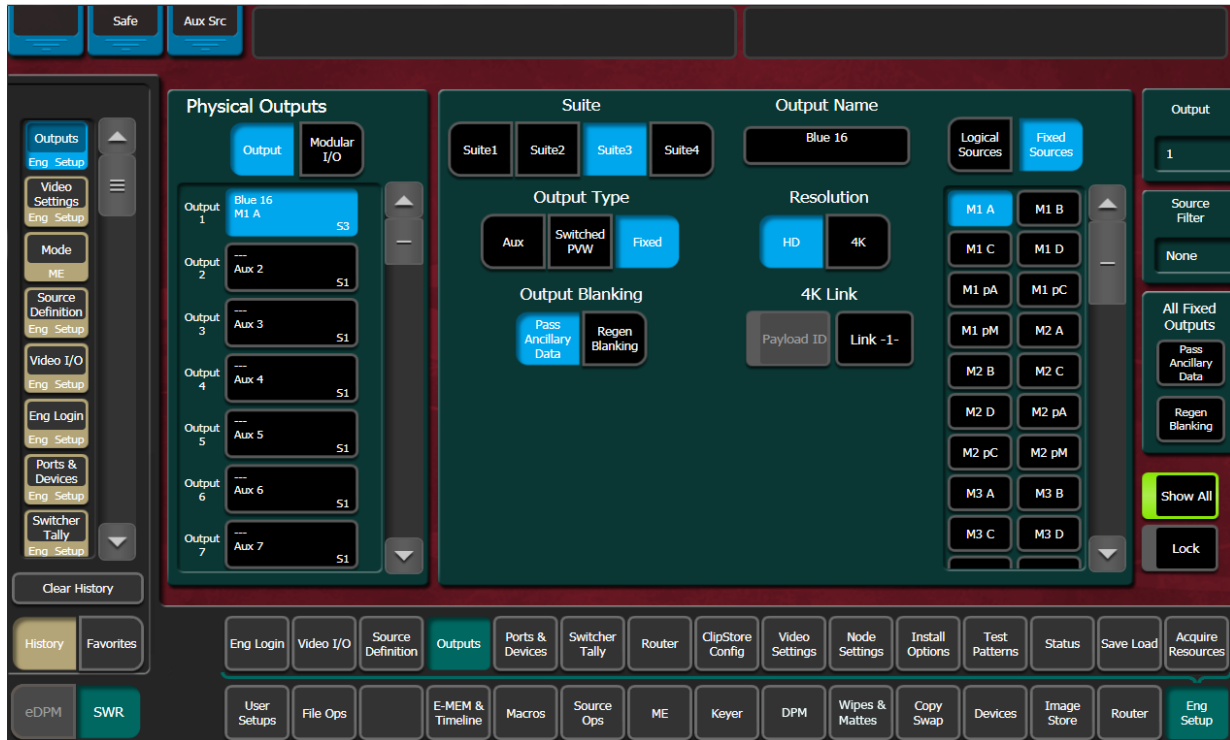 Safe
Aux Src
Outputs
Eng Setup
Video
Settings
Eng Setup
Mode
ME
Source
Definition
Eng Setup
Video I/O
Eng Setup
Eng Login
Eng Setup
Ports &
Devices
Eng Setup
Switcher
Tally
Eng Setup
Clear History
History
Favorites
eDPM
SWR
Physical Outputs
Output
Modular
I/O
Output
1
Blue 16
M1 A
S3
Output
2
---
Aux 2
S1
Output
3
---
Aux 3
S1
Output
4
---
Aux 4
S1
Output
5
---
Aux 5
S1
Output
6
---
Aux 6
S1
Output
7
---
Aux 7
S1
Suite
Suite1
Suite2
Suite3
Suite4
Output Name
Blue 16
Output Type
Aux
Switched
PVW
Fixed
Resolution
HD
4K
Output Blanking
Pass
Ancillary
Data
Regen
Blanking
4K Link
Payload ID
Link -1-
Logical
Sources
Fixed
Sources
M1 A
M1 B
M1 C
M1 D
M1 pA
M1 pC
M1 pM
M2 A
M2 B
M2 C
M2 D
M2 pA
M2 pC
M2 pM
M3 A
M3 B
M3 C
M3 D
Output
1
Source
Filter
None
All Fixed
Outputs
Pass
Ancillary
Data
Regen
Blanking
Show All
Lock
Eng Login
Video I/O
Source
Definition
Outputs
Ports &
Devices
Switcher
Tally
Router
ClipStore
Config
Video
Settings
Node
Settings
Install
Options
Test
Patterns
Status
Save Load
Acquire
Resources
User
Setups
File Ops
E-MEM &
Timeline
Macros
Source
Ops
ME
Keyer
DPM
Wipes &
Mattes
Copy
Swap
Devices
Image
Store
Router
Eng
Setup